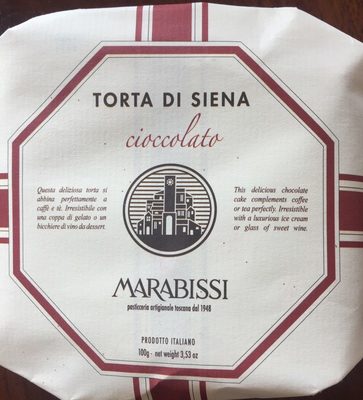 TORTA DI SIENA
cioccolato
Questa deliziosa torta si
abbina perfettamente a
caffè e tè. Irresistibile con
una coppa di gelato o un
bicchiere di vino da dessert.
This delicious chocolate
cake complements coffee
or tea perfectly. Irresistible
with a luxurious ice cream
or glass of sweet wine.
MARABISSI
pasticceria artigianale toscana dal 1948
PRODOTTO ITALIANO
100g - net weight 3,53 oz